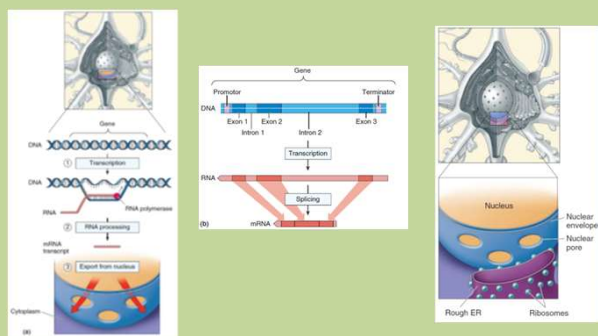 Gene
DNA
1 Transcription
DNA
RNA polymerase
RNA
2 RNA processing
mRNA
transcript
3 Export from nucleus
Cytoplasm
(a)
Gene
Promotor
Terminator
DNA
Exon 1
Exon 2
Exon 3
Intron 1
Intron 2
Transcription
RNA
Splicing
(b)
mRNA
Nucleus
Nuclear
envelope
Nuclear
pore
Rough ER
Ribosomes